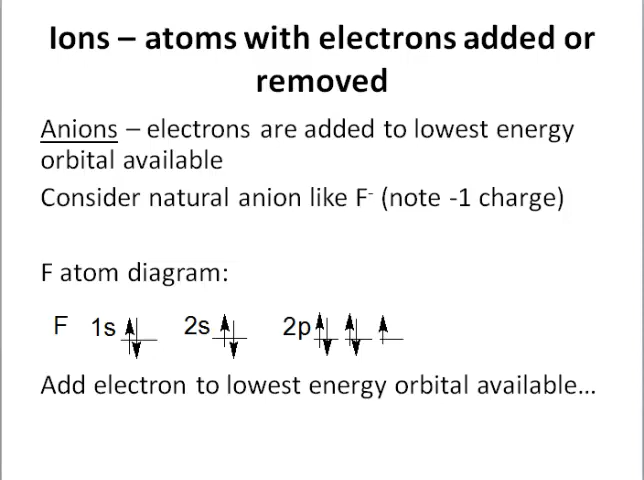 Ions – atoms with electrons added or
removed
Anions – electrons are added to lowest energy
orbital available
Consider natural anion like F⁻ (note -1 charge)
F atom diagram:
F 1s 2s 2p
Add electron to lowest energy orbital available...